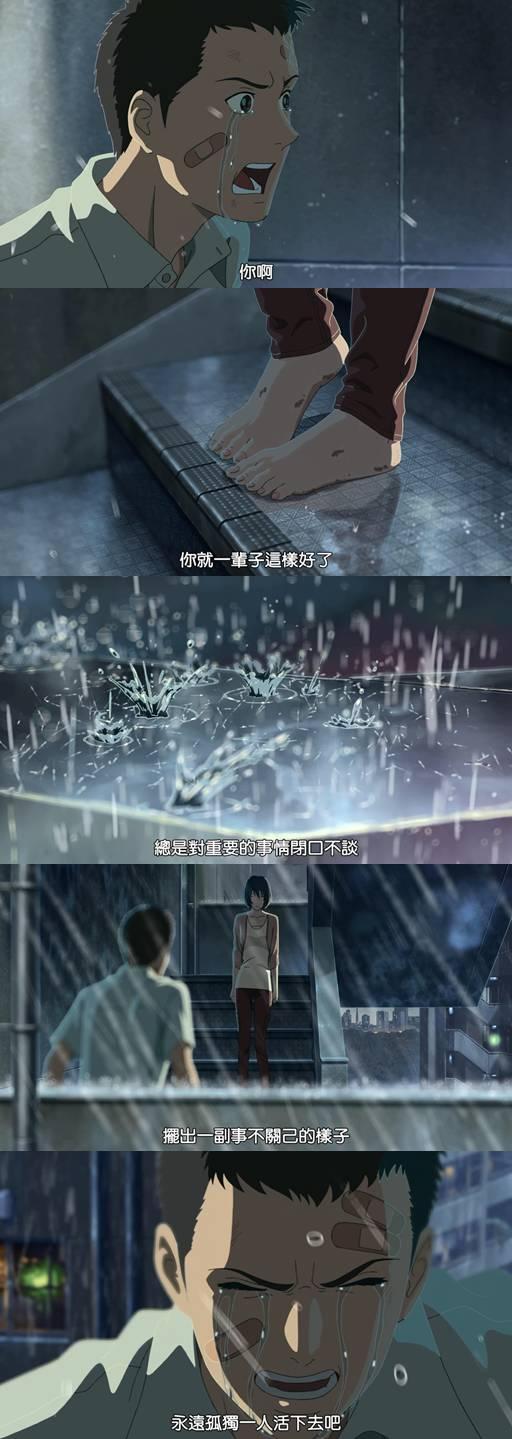 你啊
你就一輩子這樣好了
總是對重要的事情閉口不談
擺出一副事不關己的樣子
永遠孤獨一人活下去吧